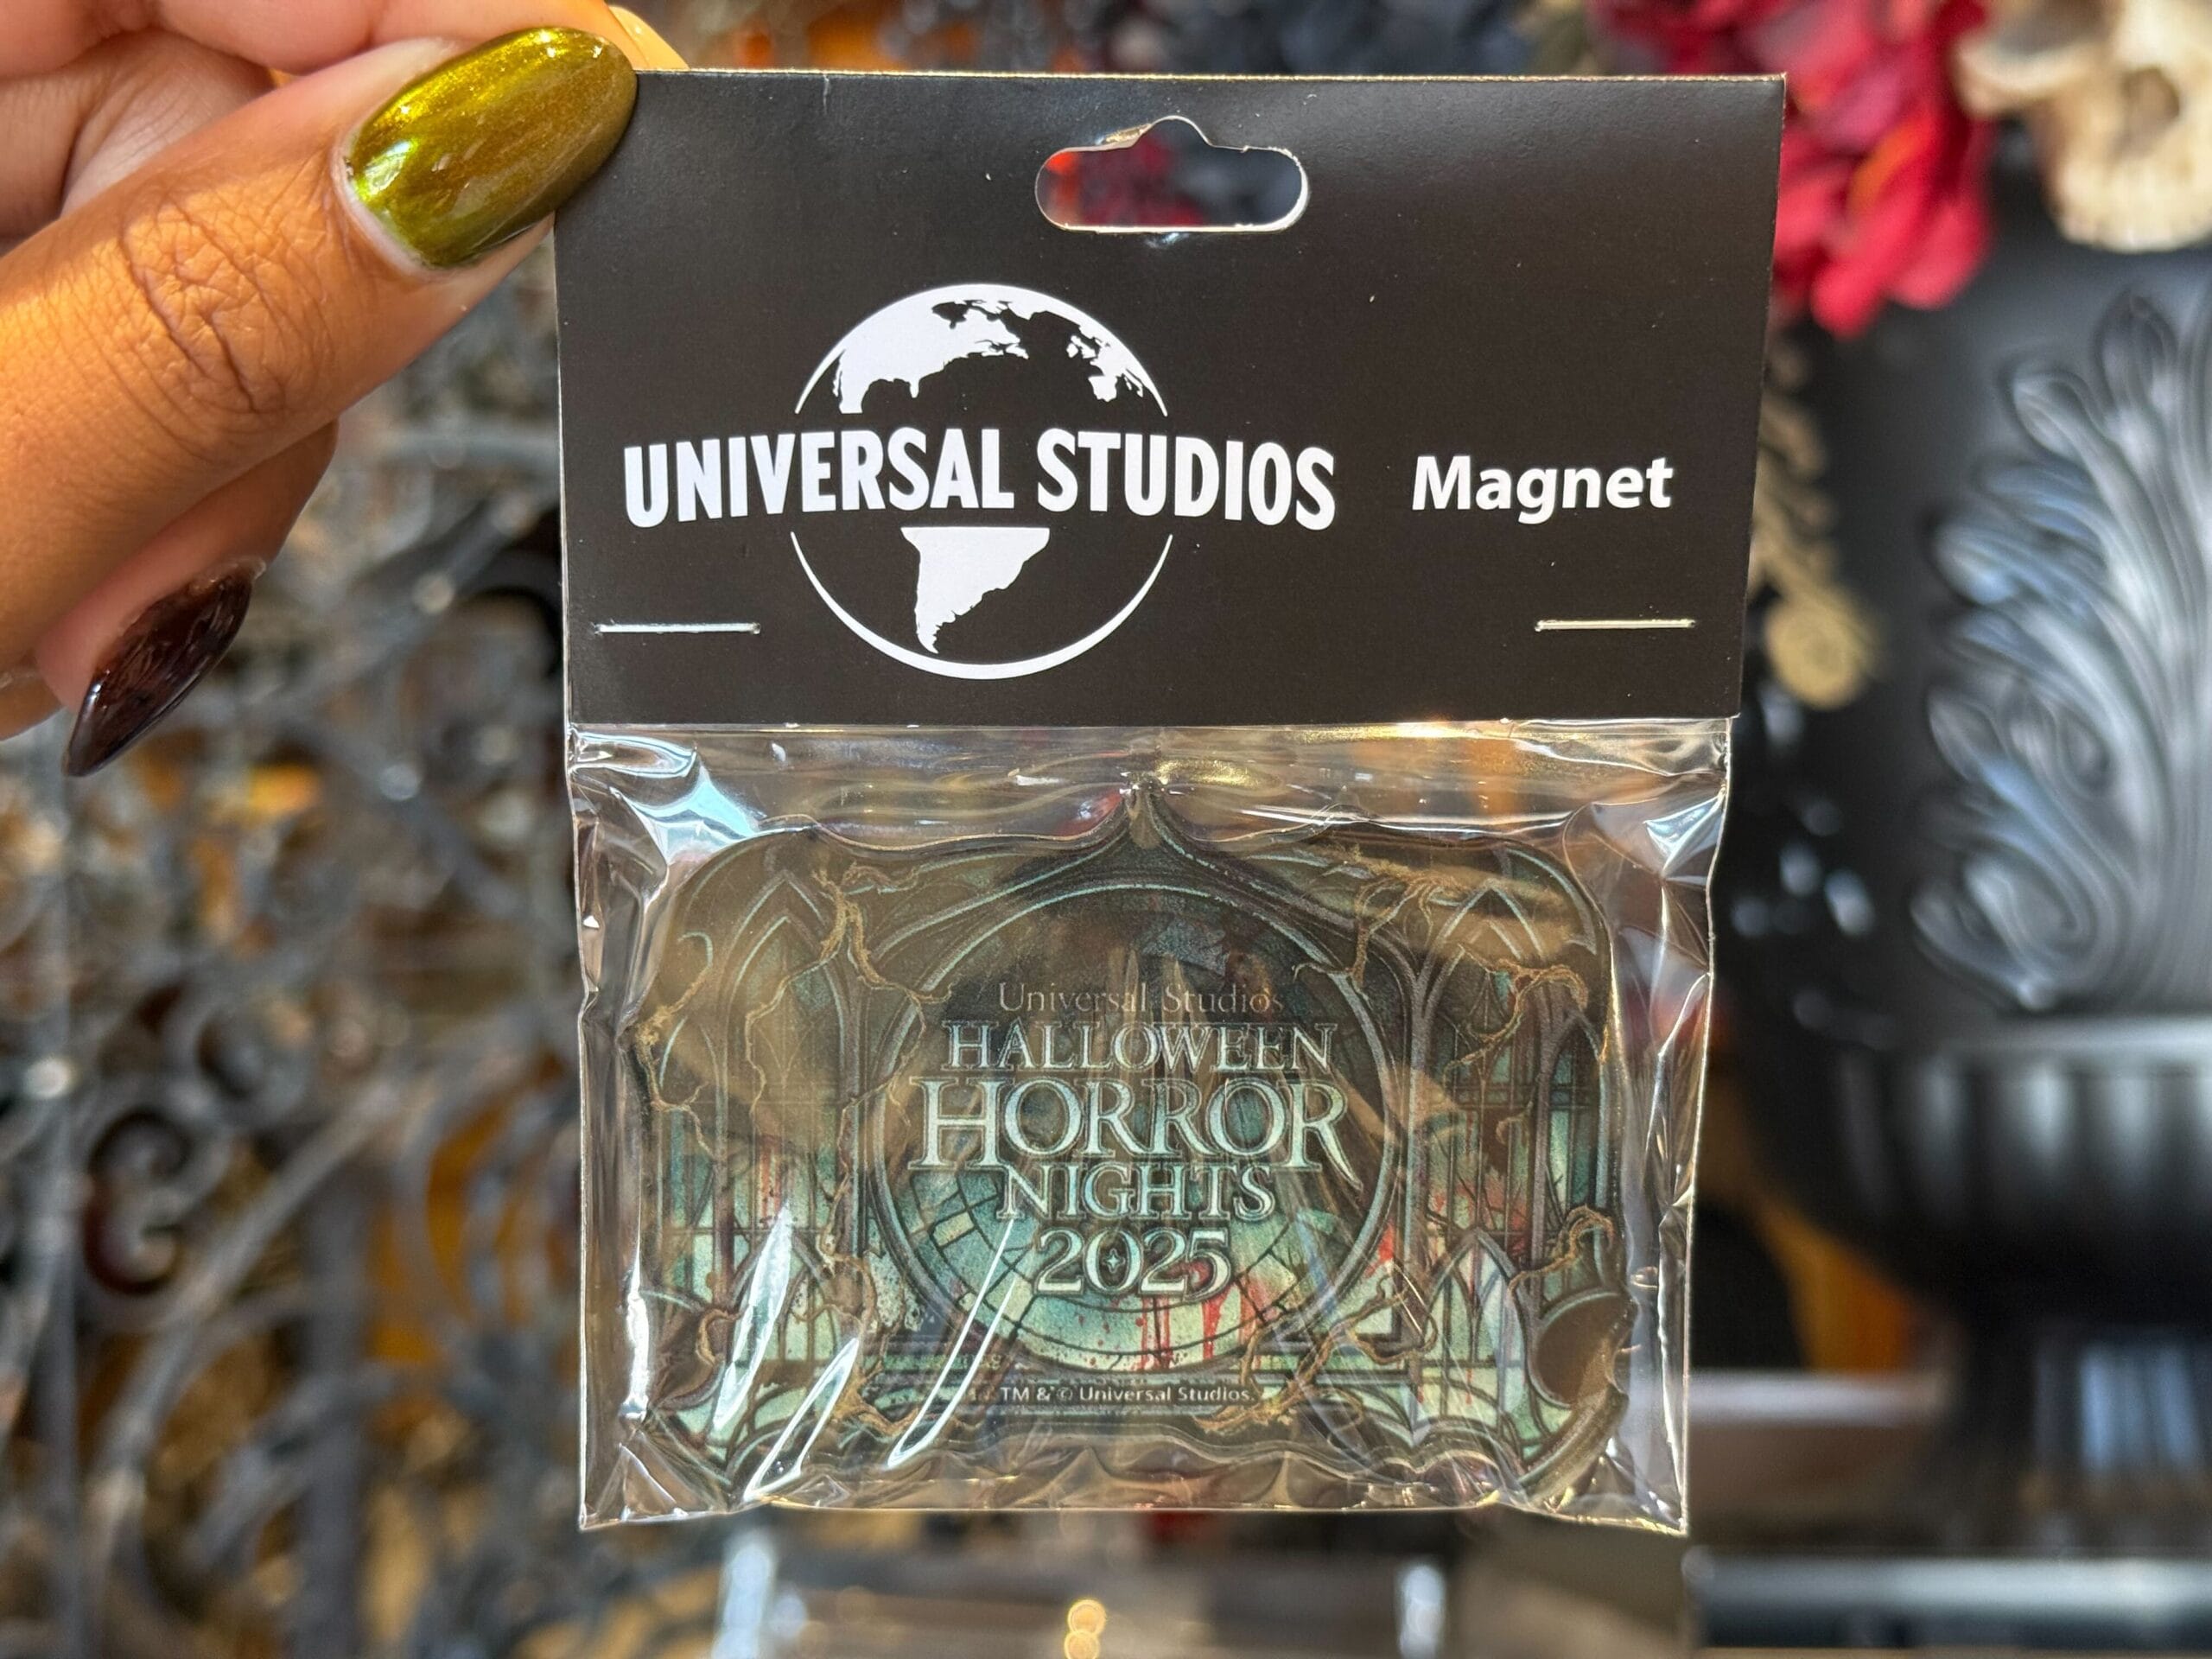 UNIVERSAL STUDIOS Magnet
Universal Studios
HALLOWEEN
HORROR
NIGHTS
2025
TM & © Universal Studios.